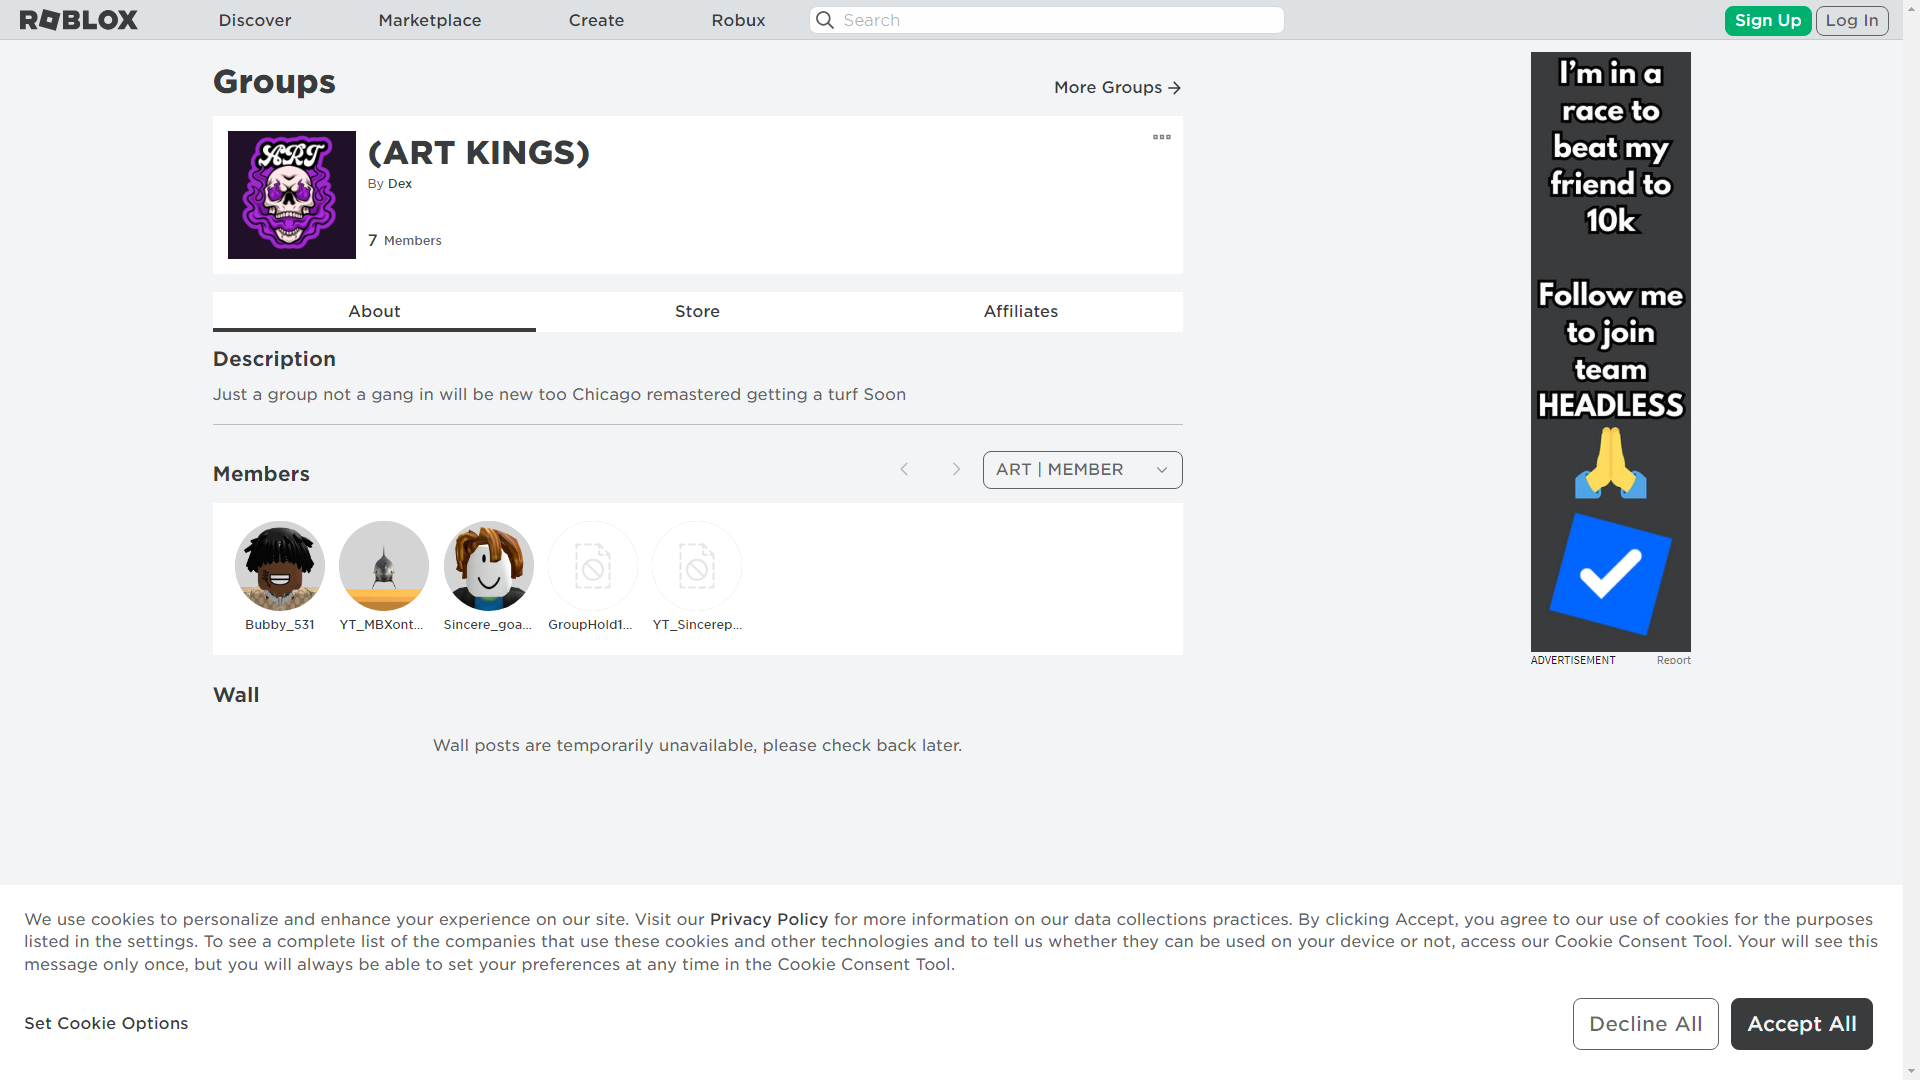 ROBLOX
Discover
Marketplace
Create
Robux
Search
Sign Up
Log In
Groups
More Groups
ART
(ART KINGS)
By Dex
7 Members
About
Store
Affiliates
Description
Just a group not a gang in will be new too Chicago remastered getting a turf Soon
Members
ART | MEMBER
Bubby_531
YT_MBXont...
Sincere_goa...
GroupHold1...
YT_Sincerep...
Wall
Wall posts are temporarily unavailable, please check back later.
I'm in a
race to
beat my
friend to
10k
Follow me
to join
team
HEADLESS
ADVERTISEMENT
Report
We use cookies to personalize and enhance your experience on our site. Visit our Privacy Policy for more information on our data collections practices. By clicking Accept, you agree to our use of cookies for the purposes
listed in the settings. To see a complete list of the companies that use these cookies and other technologies and to tell us whether they can be used on your device or not, access our Cookie Consent Tool. Your will see this
message only once, but you will always be able to set your preferences at any time in the Cookie Consent Tool.
Set Cookie Options
Decline All
Accept All